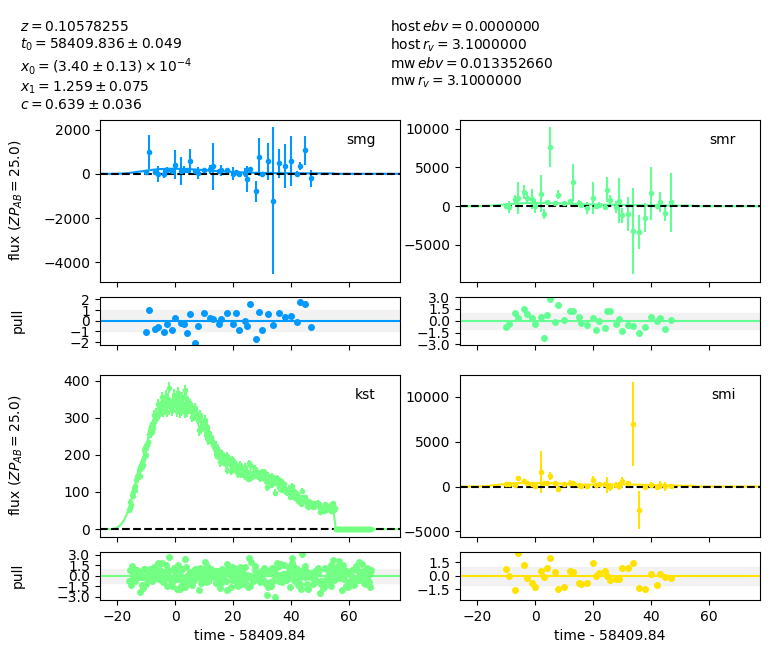 z = 0.10578255
t₀ = 58409.836 ± 0.049
x₀ = (3.40 ± 0.13) × 10⁻⁴
x₁ = 1.259 ± 0.075
c = 0.639 ± 0.036
host ebv = 0.0000000
host r_v = 3.1000000
mw ebv = 0.013352660
mw r_v = 3.1000000
flux (ZP_AB = 25.0)
2000
0
−2000
−4000
smg
10000
5000
0
−5000
smr
pull
2
1
0
−1
−2
3.0
1.5
0.0
−1.5
−3.0
flux (ZP_AB = 25.0)
400
300
200
100
0
kst
10000
5000
0
−5000
smi
pull
3.0
1.5
0.0
−1.5
−3.0
1.5
0.0
−1.5
−20 0 20 40 60
−20 0 20 40 60
time - 58409.84
time - 58409.84